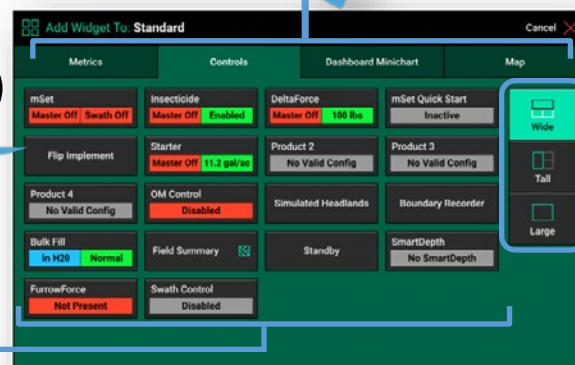 Add Widget To: Standard Cancel
Metrics Controls Dashboard Minichart Map
mSet Insecticide DeltaForce mSet Quick Start
Master Off Swath Off Master Off Enabled Master Off 100 lbs Inactive
Wide
Flip Implement Starter Product 2 Product 3
Master Off 11.2 gal/ac No Valid Config No Valid Config
Tall
Product 4 OM Control Simulated Headlands Boundary Recorder
No Valid Config Disabled
Large
Bulk Fill Field Summary Standby SmartDepth
In H20 Normal No SmartDepth
FurrowForce Swath Control
Not Present Disabled